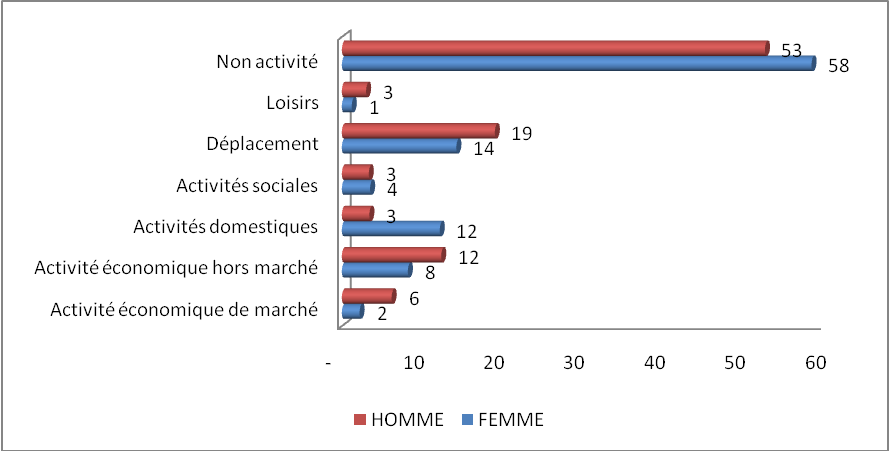 Non activité
53
58
Loisirs
3
1
Déplacement
19
14
Activités sociales
3
4
Activités domestiques
3
12
Activité économique hors marché
12
8
Activité économique de marché
6
2
- 10 20 30 40 50 60
HOMME FEMME